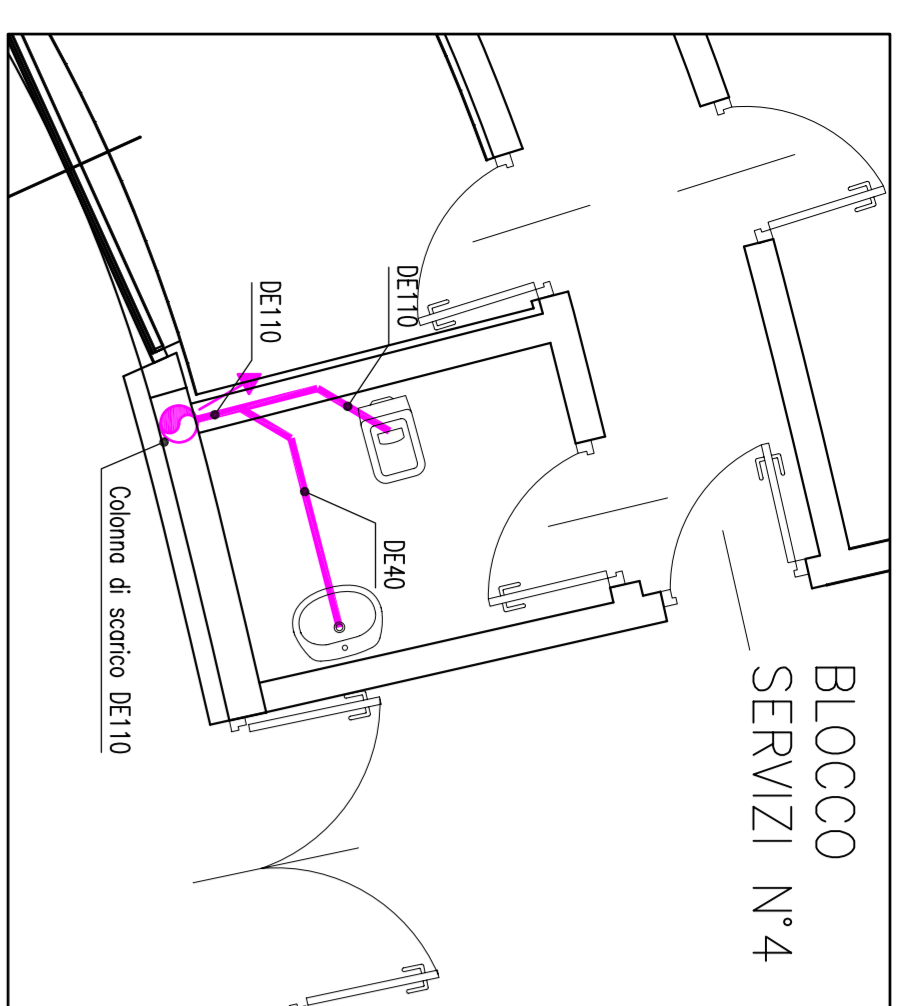 BLOCCO
SERVIZI N°4
DE110
DE110
DE40
Colonna di scarico DE110